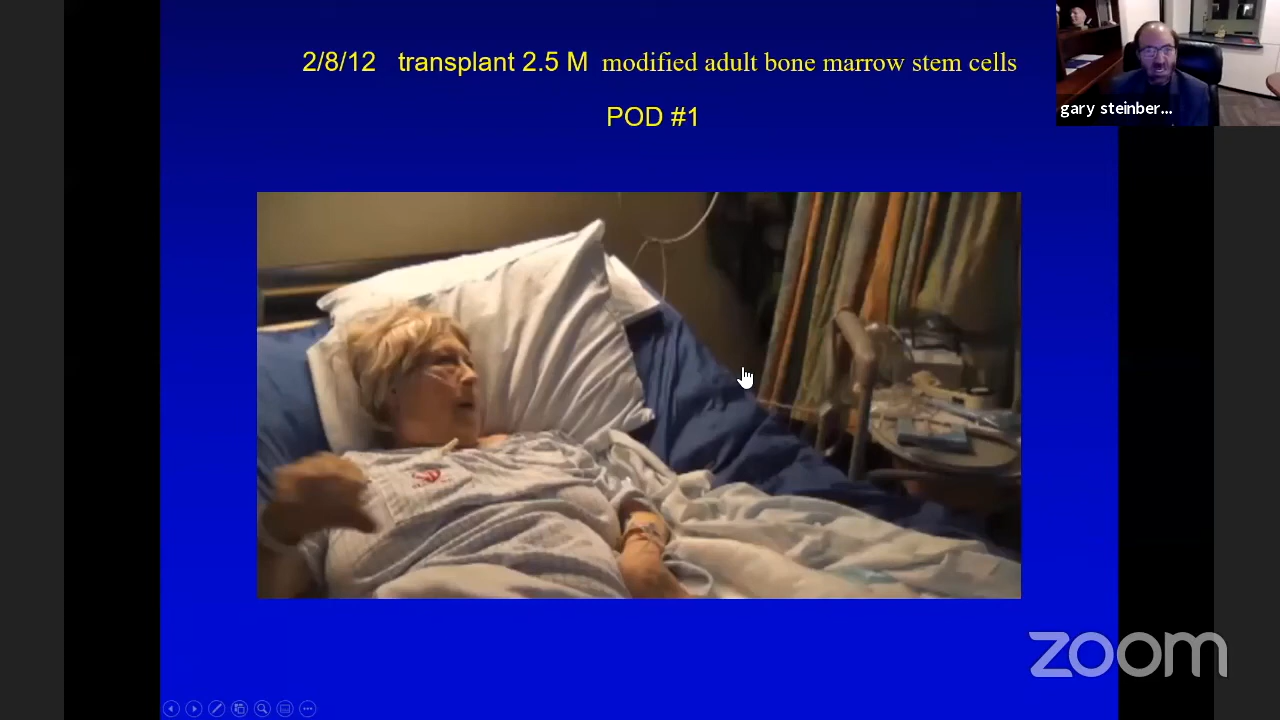 2/8/12 transplant 2.5 M modified adult bone marrow stem cells
POD #1
gary steinber...
zoom